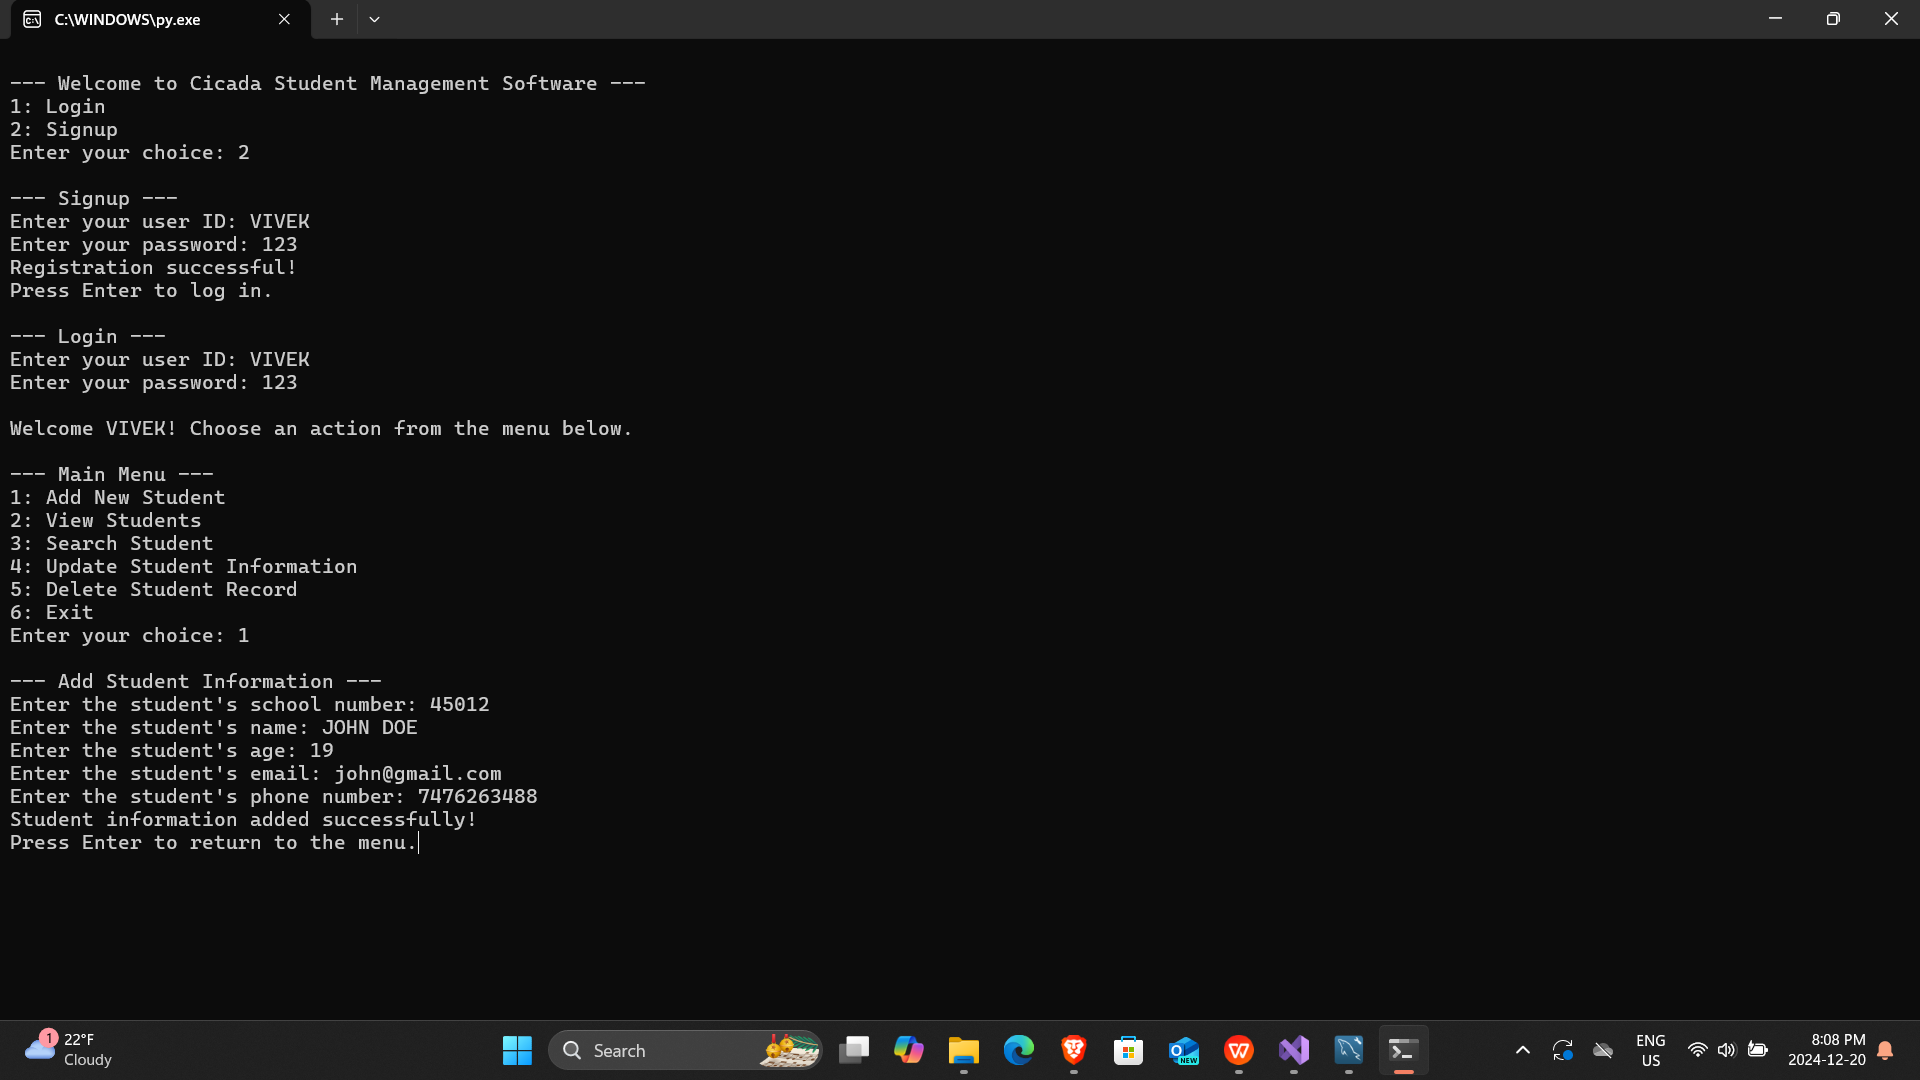 C:\WINDOWS\py.exe
--- Welcome to Cicada Student Management Software ---
1: Login
2: Signup
Enter your choice: 2
--- Signup ---
Enter your user ID: VIVEK
Enter your password: 123
Registration successful!
Press Enter to log in.
--- Login ---
Enter your user ID: VIVEK
Enter your password: 123
Welcome VIVEK! Choose an action from the menu below.
--- Main Menu ---
1: Add New Student
2: View Students
3: Search Student
4: Update Student Information
5: Delete Student Record
6: Exit
Enter your choice: 1
--- Add Student Information ---
Enter the student's school number: 45012
Enter the student's name: JOHN DOE
Enter the student's age: 19
Enter the student's email: john@gmail.com
Enter the student's phone number: 7476263488
Student information added successfully!
Press Enter to return to the menu.
1
22°F
Cloudy
Search
NEW
ENG
US
8:08 PM
2024-12-20